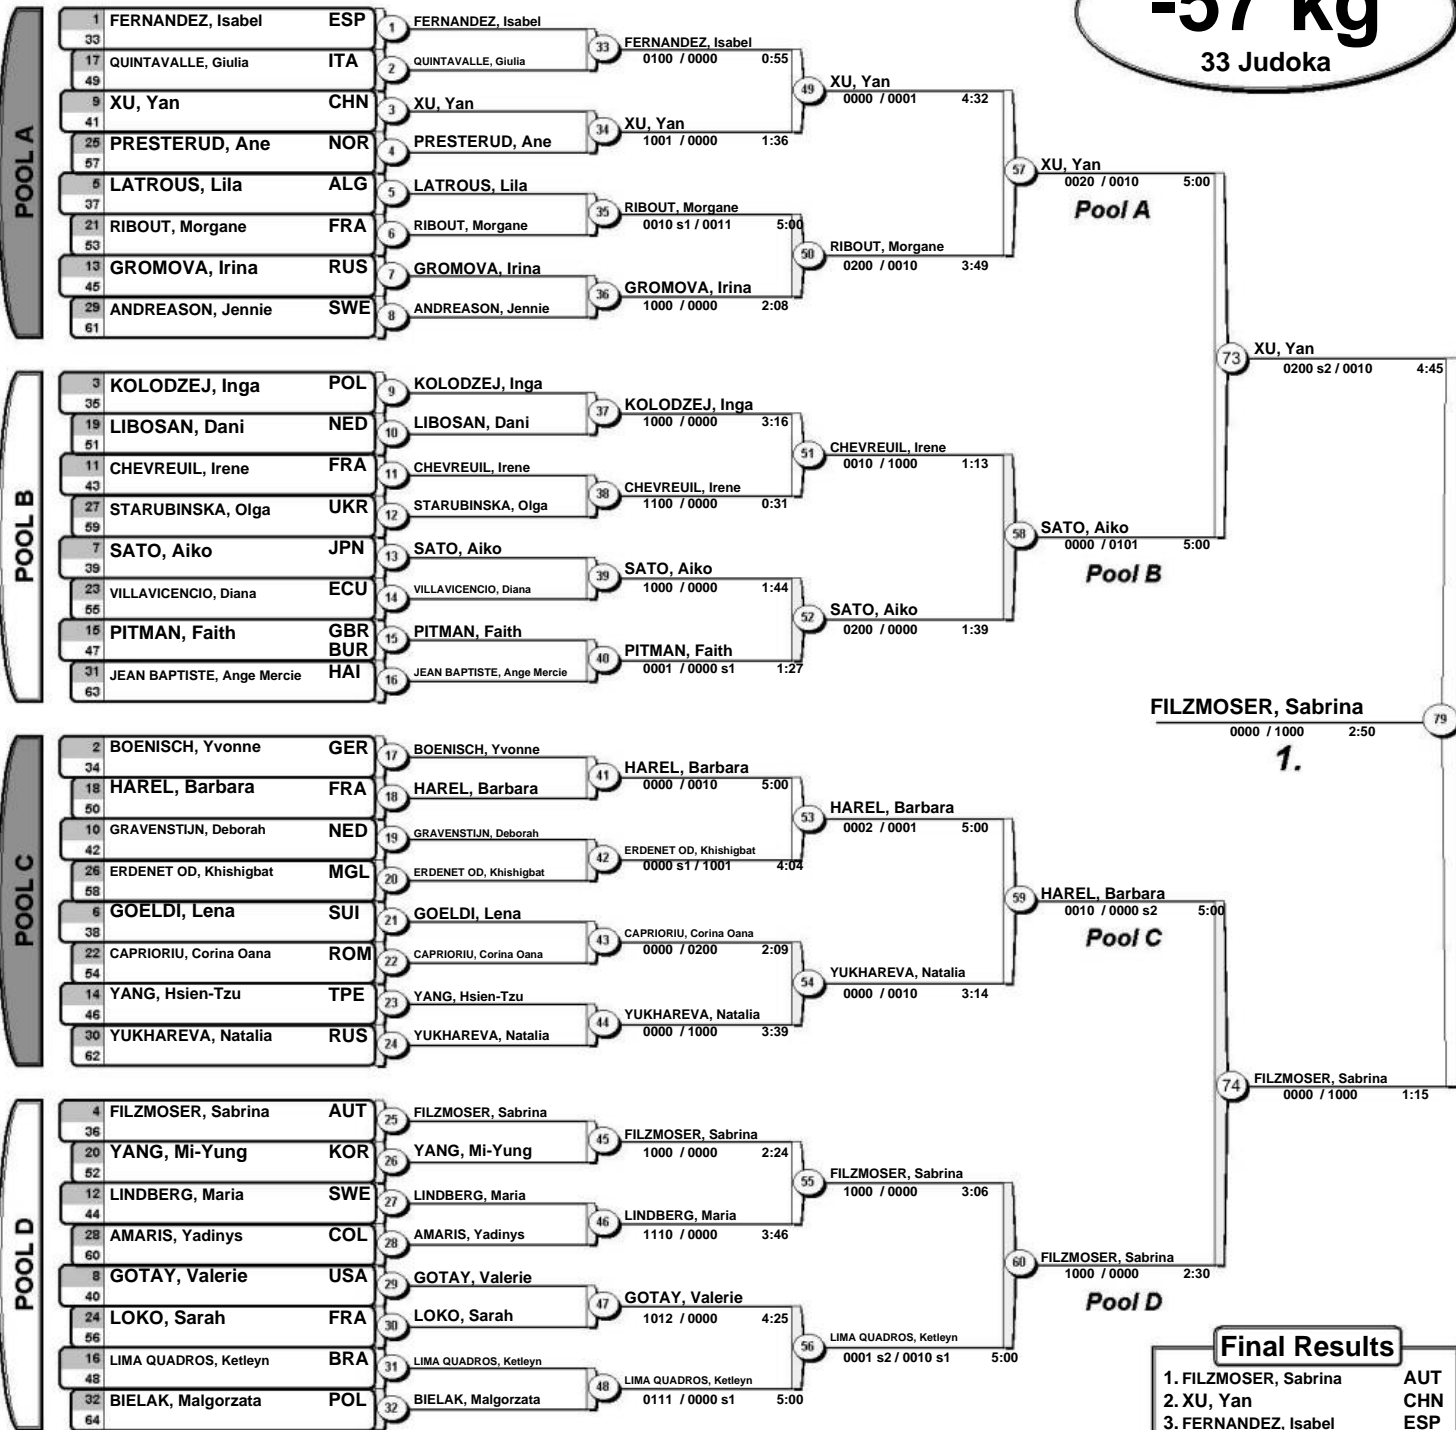 -57 kg
33 Judoka
POOL A
1 FERNANDEZ, Isabel ESP
33
17 QUINTAVALLE, Giulia ITA
49
9 XU, Yan CHN
41
25 PRESTERUD, Ane NOR
57
5 LATROUS, Lila ALG
37
21 RIBOUT, Morgane FRA
53
13 GROMOVA, Irina RUS
45
29 ANDREASON, Jennie SWE
61
1 FERNANDEZ, Isabel
2 QUINTAVALLE, Giulia
3 XU, Yan
4 PRESTERUD, Ane
5 LATROUS, Lila
6 RIBOUT, Morgane
7 GROMOVA, Irina
8 ANDREASON, Jennie
33 FERNANDEZ, Isabel
0100 / 0000 0:55
34 XU, Yan
1001 / 0000 1:36
35 RIBOUT, Morgane
0010 s1 / 0011 5:00
36 GROMOVA, Irina
1000 / 0000 2:08
49 XU, Yan
0000 / 0001 4:32
50 RIBOUT, Morgane
0200 / 0010 3:49
57 XU, Yan
0020 / 0010 5:00
Pool A
POOL B
3 KOLODZEJ, Inga POL
35
19 LIBOSAN, Dani NED
51
11 CHEVREUIL, Irene FRA
43
27 STARUBINSKA, Olga UKR
59
7 SATO, Aiko JPN
39
23 VILLAVICENCIO, Diana ECU
55
15 PITMAN, Faith GBR
47 BUR
31 JEAN BAPTISTE, Ange Mercie HAI
63
9 KOLODZEJ, Inga
10 LIBOSAN, Dani
11 CHEVREUIL, Irene
12 STARUBINSKA, Olga
13 SATO, Aiko
14 VILLAVICENCIO, Diana
15 PITMAN, Faith
16 JEAN BAPTISTE, Ange Mercie
37 KOLODZEJ, Inga
1000 / 0000 3:16
38 CHEVREUIL, Irene
1100 / 0000 0:31
39 SATO, Aiko
1000 / 0000 1:44
40 PITMAN, Faith
0001 / 0000 s1 1:27
51 CHEVREUIL, Irene
0010 / 1000 1:13
52 SATO, Aiko
0200 / 0000 1:39
58 SATO, Aiko
0000 / 0101 5:00
Pool B
73 XU, Yan
0200 s2 / 0010 4:45
FILZMOSER, Sabrina 79
0000 / 1000 2:50
1.
POOL C
2 BOENISCH, Yvonne GER
34
18 HAREL, Barbara FRA
50
10 GRAVENSTIJN, Deborah NED
42
26 ERDENET OD, Khishigbat MGL
58
6 GOELDI, Lena SUI
38
22 CAPRIORIU, Corina Oana ROM
54
14 YANG, Hsien-Tzu TPE
46
30 YUKHAREVA, Natalia RUS
62
17 BOENISCH, Yvonne
18 HAREL, Barbara
19 GRAVENSTIJN, Deborah
20 ERDENET OD, Khishigbat
21 GOELDI, Lena
22 CAPRIORIU, Corina Oana
23 YANG, Hsien-Tzu
24 YUKHAREVA, Natalia
41 HAREL, Barbara
0000 / 0010 5:00
42 ERDENET OD, Khishigbat
0000 s1 / 1001 4:04
43 CAPRIORIU, Corina Oana
0000 / 0200 2:09
44 YUKHAREVA, Natalia
0000 / 1000 3:39
53 HAREL, Barbara
0002 / 0001 5:00
54 YUKHAREVA, Natalia
0000 / 0010 3:14
59 HAREL, Barbara
0010 / 0000 s2 5:00
Pool C
POOL D
4 FILZMOSER, Sabrina AUT
36
20 YANG, Mi-Yung KOR
52
12 LINDBERG, Maria SWE
44
28 AMARIS, Yadinys COL
60
8 GOTAY, Valerie USA
40
24 LOKO, Sarah FRA
56
16 LIMA QUADROS, Ketleyn BRA
48
32 BIELAK, Malgorzata POL
64
25 FILZMOSER, Sabrina
26 YANG, Mi-Yung
27 LINDBERG, Maria
28 AMARIS, Yadinys
29 GOTAY, Valerie
30 LOKO, Sarah
31 LIMA QUADROS, Ketleyn
32 BIELAK, Malgorzata
45 FILZMOSER, Sabrina
1000 / 0000 2:24
46 LINDBERG, Maria
1110 / 0000 3:46
47 GOTAY, Valerie
1012 / 0000 4:25
48 LIMA QUADROS, Ketleyn
0111 / 0000 s1 5:00
55 FILZMOSER, Sabrina
1000 / 0000 3:06
56 LIMA QUADROS, Ketleyn
0001 s2 / 0010 s1 5:00
60 FILZMOSER, Sabrina
1000 / 0000 2:30
Pool D
74 FILZMOSER, Sabrina
0000 / 1000 1:15
Final Results
1. FILZMOSER, Sabrina AUT
2. XU, Yan CHN
3. FERNANDEZ, Isabel ESP